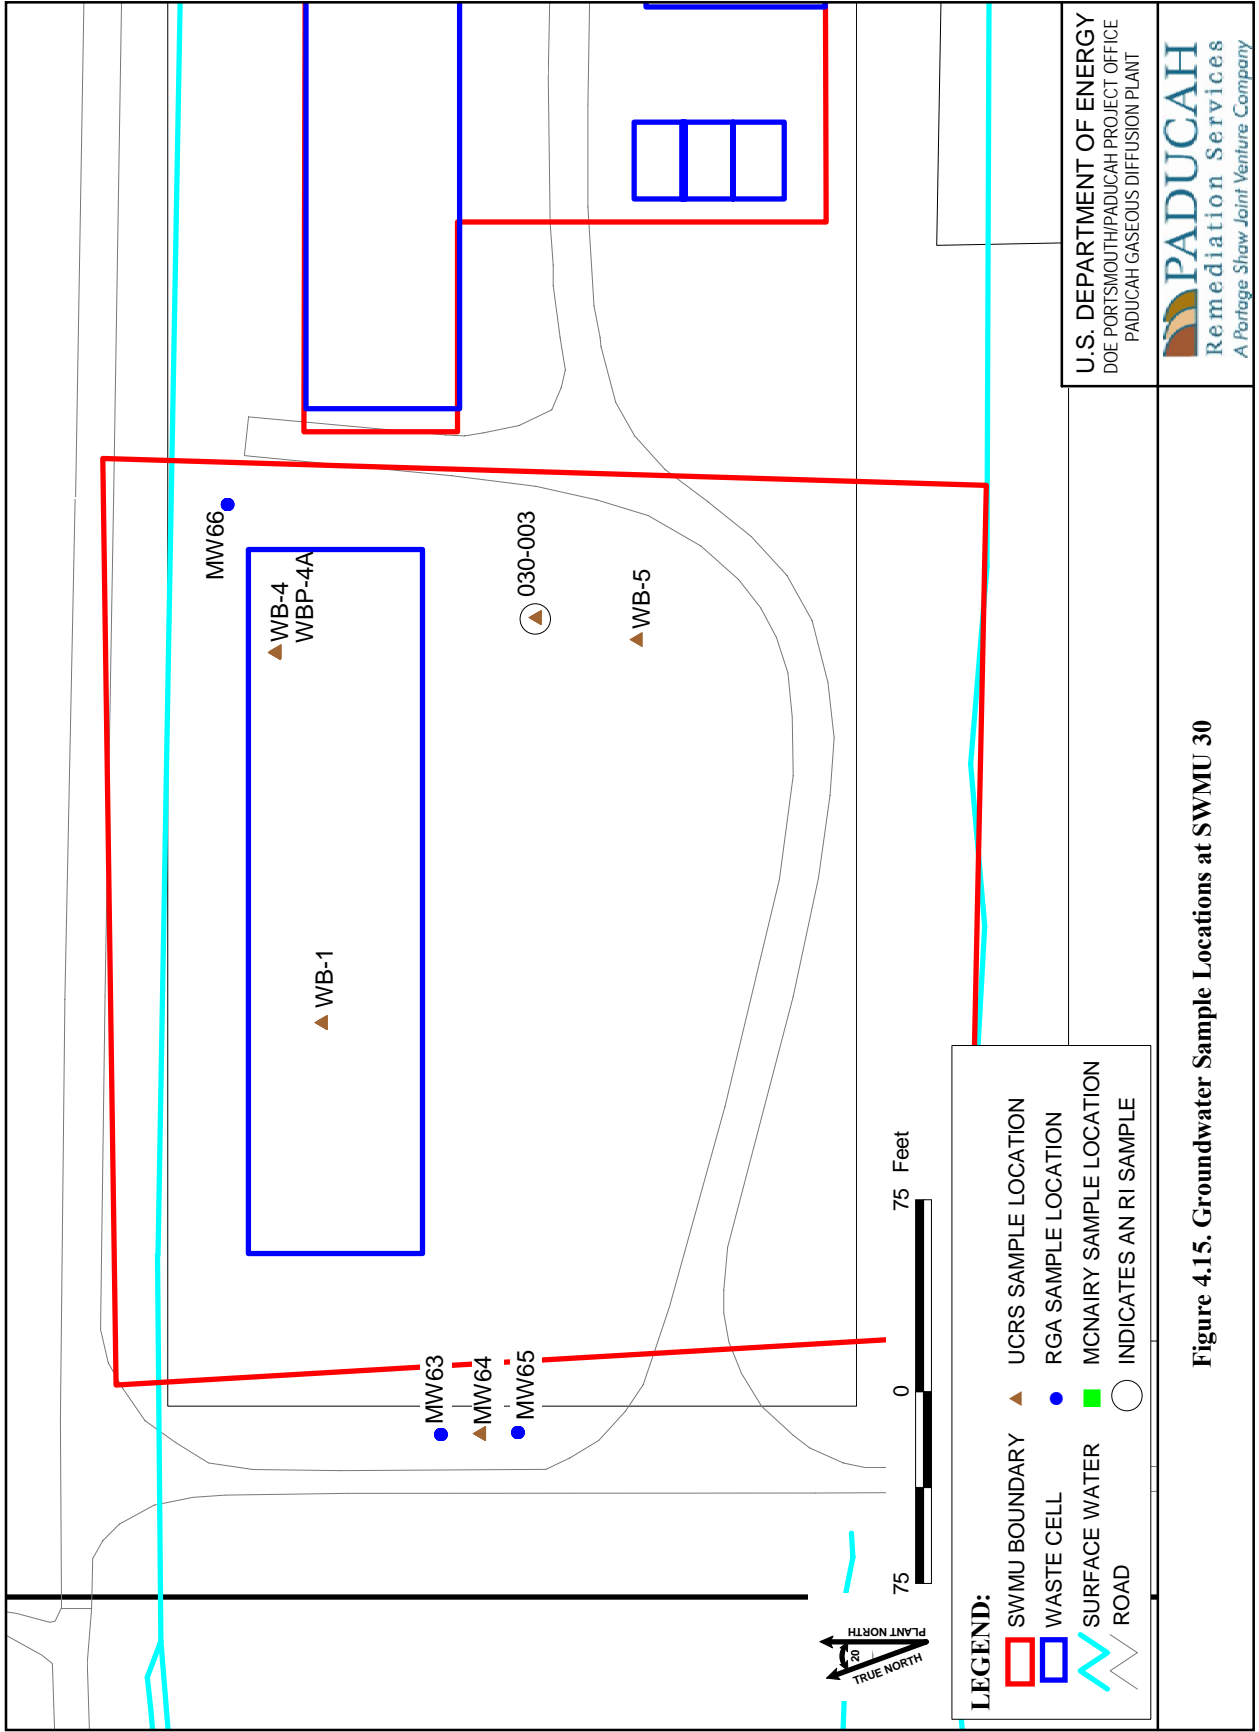 MW66
WB-4
WBP-4A
030-003
WB-5
WB-1
MW63
MW64
MW65
PLANT NORTH
20
TRUE NORTH
75 0 75 Feet
LEGEND:
SWMU BOUNDARY
WASTE CELL
SURFACE WATER
ROAD
UCRS SAMPLE LOCATION
RGA SAMPLE LOCATION
MCNAIRY SAMPLE LOCATION
INDICATES AN RI SAMPLE
U.S. DEPARTMENT OF ENERGY
DOE PORTSMOUTH/PADUCAH PROJECT OFFICE
PADUCAH GASEOUS DIFFUSION PLANT
PADUCAH
Remediation Services
A Portage Shaw Joint Venture Company
Figure 4.15. Groundwater Sample Locations at SWMU 30